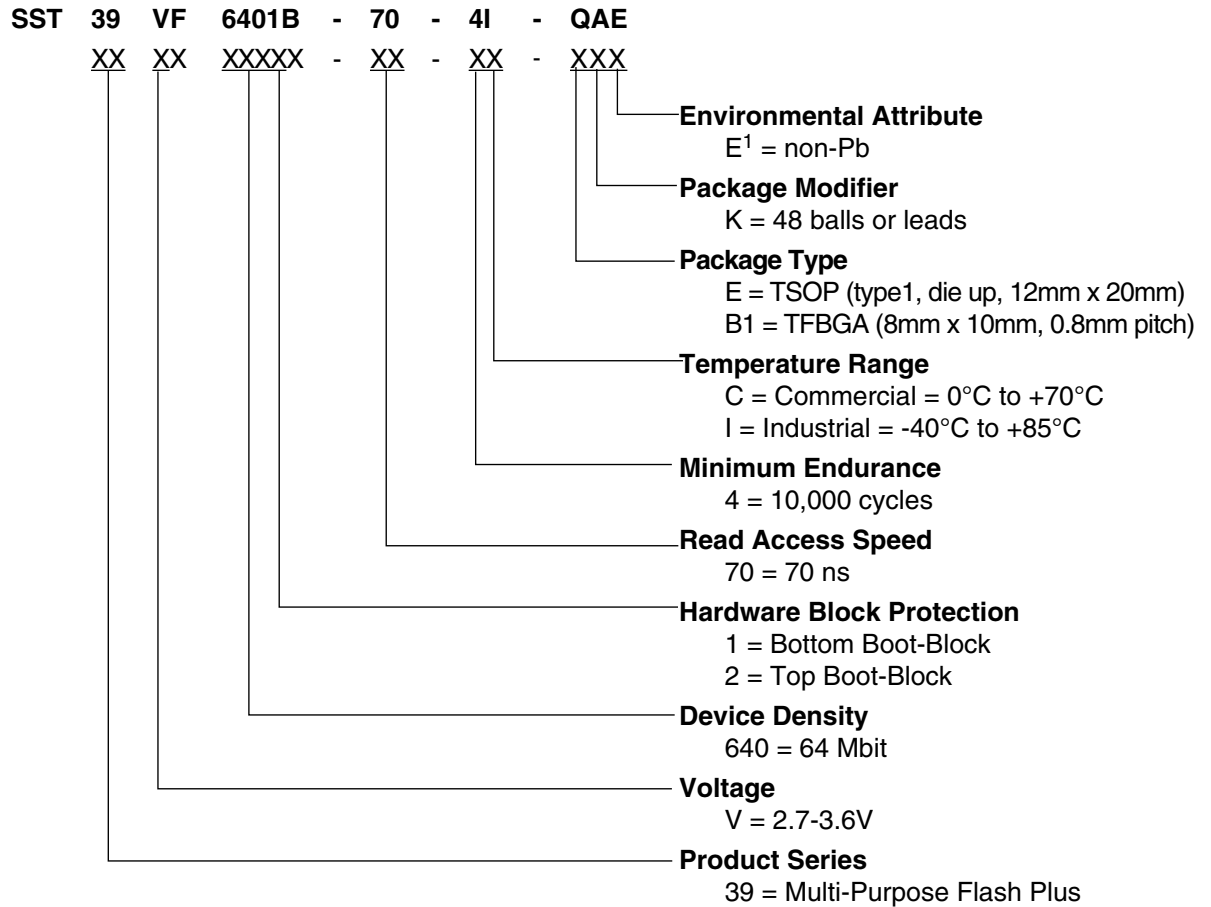 SST 39 VF 6401B - 70 - 4I - QAE
XX XX XXXXX - XX - XX - XXX
Environmental Attribute
E1 = non-Pb
Package Modifier
K = 48 balls or leads
Package Type
E = TSOP (type1, die up, 12mm x 20mm)
B1 = TFBGA (8mm x 10mm, 0.8mm pitch)
Temperature Range
C = Commercial = 0°C to +70°C
I = Industrial = -40°C to +85°C
Minimum Endurance
4 = 10,000 cycles
Read Access Speed
70 = 70 ns
Hardware Block Protection
1 = Bottom Boot-Block
2 = Top Boot-Block
Device Density
640 = 64 Mbit
Voltage
V = 2.7-3.6V
Product Series
39 = Multi-Purpose Flash Plus